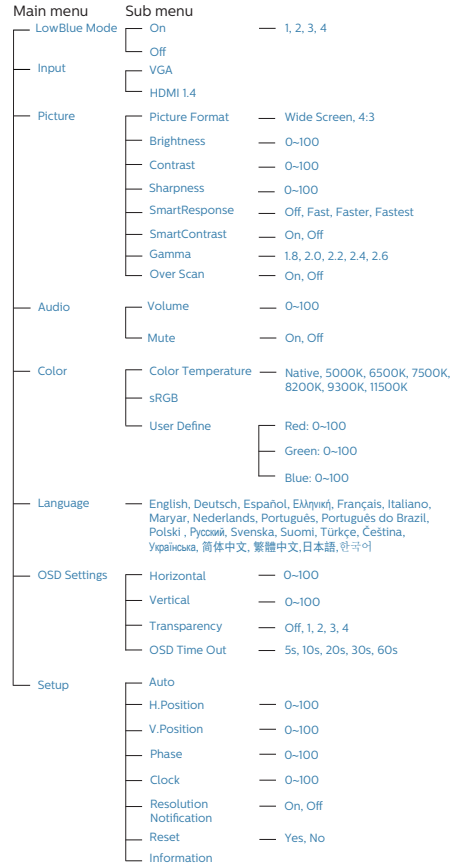 Main menu Sub menu
LowBlue Mode On 1, 2, 3, 4
Off
Input VGA
HDMI 1.4
Picture Picture Format Wide Screen, 4:3
Brightness 0~100
Contrast 0~100
Sharpness 0~100
SmartResponse Off, Fast, Faster, Fastest
SmartContrast On, Off
Gamma 1.8, 2.0, 2.2, 2.4, 2.6
Over Scan On, Off
Audio Volume 0~100
Mute On, Off
Color Color Temperature Native, 5000K, 6500K, 7500K,
8200K, 9300K, 11500K
sRGB
User Define Red: 0~100
Green: 0~100
Blue: 0~100
Language English, Deutsch, Español, Ελληνική, Français, Italiano,
Maryar, Nederlands, Português, Português do Brazil,
Polski , Русский, Svenska, Suomi, Türkçe, Čeština,
Українська, 简体中文, 繁體中文,日本語,한국어
OSD Settings Horizontal 0~100
Vertical 0~100
Transparency Off, 1, 2, 3, 4
OSD Time Out 5s, 10s, 20s, 30s, 60s
Setup Auto
H.Position 0~100
V.Position 0~100
Phase 0~100
Clock 0~100
Resolution On, Off
Notification
Reset Yes, No
Information